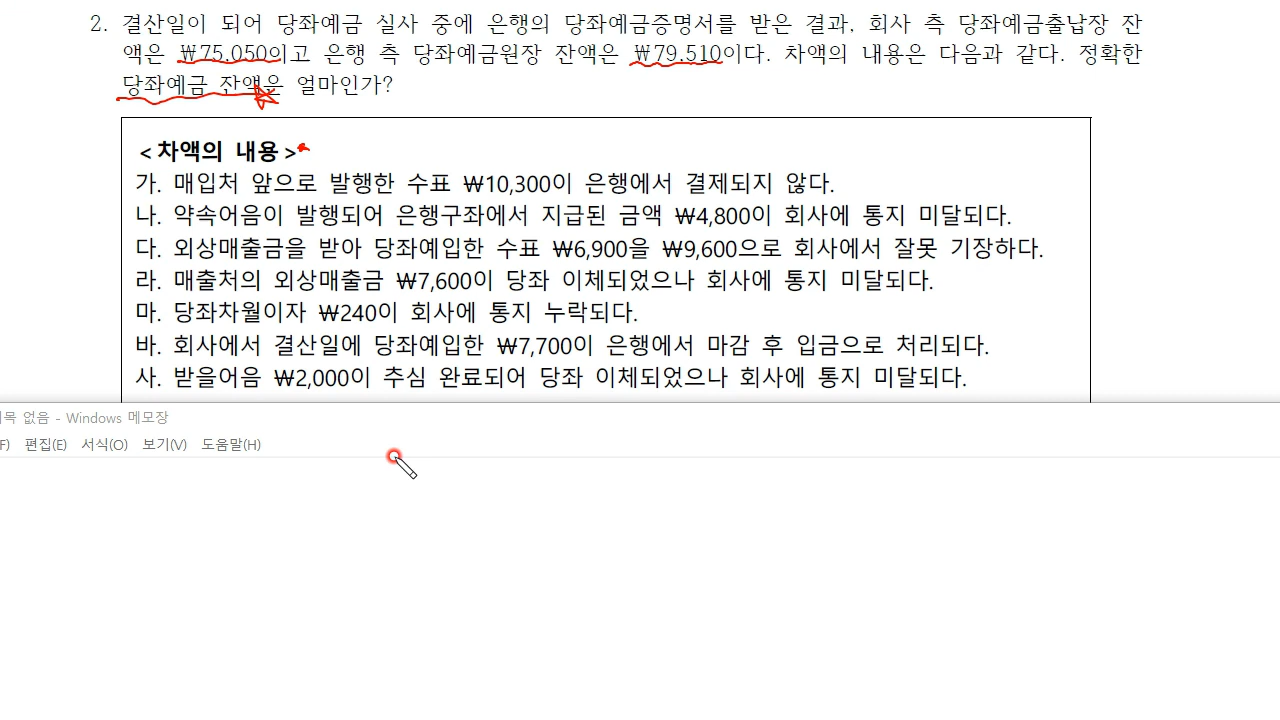 2. 결산일이 되어 당좌예금 실사 중에 은행의 당좌예금증명서를 받은 결과, 회사 측 당좌예금출납장 잔
액은 ₩75,050이고 은행 측 당좌예금원장 잔액은 ₩79,510이다. 차액의 내용은 다음과 같다. 정확한
당좌예금 잔액은 얼마인가?
<차액의 내용>
가. 매입처 앞으로 발행한 수표 ₩10,300이 은행에서 결제되지 않다.
나. 약속어음이 발행되어 은행구좌에서 지급된 금액 ₩4,800이 회사에 통지 미달되다.
다. 외상매출금을 받아 당좌예입한 수표 ₩6,900을 ₩9,600으로 회사에서 잘못 기장하다.
라. 매출처의 외상매출금 ₩7,600이 당좌 이체되었으나 회사에 통지 미달되다.
마. 당좌차월이자 ₩240이 회사에 통지 누락되다.
바. 회사에서 결산일에 당좌예입한 ₩7,700이 은행에서 마감 후 입금으로 처리되다.
사. 받을어음 ₩2,000이 추심 완료되어 당좌 이체되었으나 회사에 통지 미달되다.
목 없음 - Windows 메모장
F) 편집(E) 서식(O) 보기(V) 도움말(H)